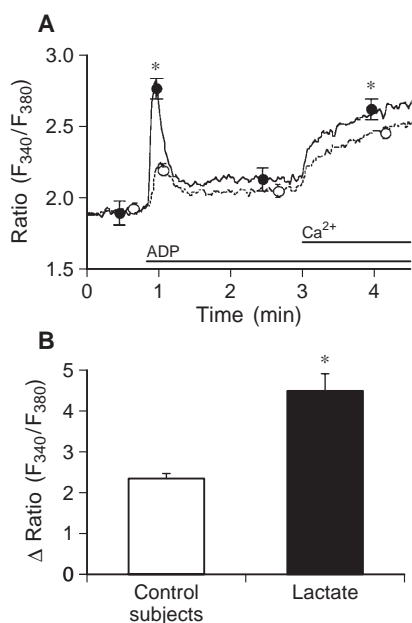 A
3.0
*
*
2.5
Ratio (F340/F380)
2.0
Ca2+
ADP
1.5
0
1
2
3
4
Time (min)
B
5
*
4
Δ Ratio (F340/F380)
3
2
1
0
Control
subjects
Lactate